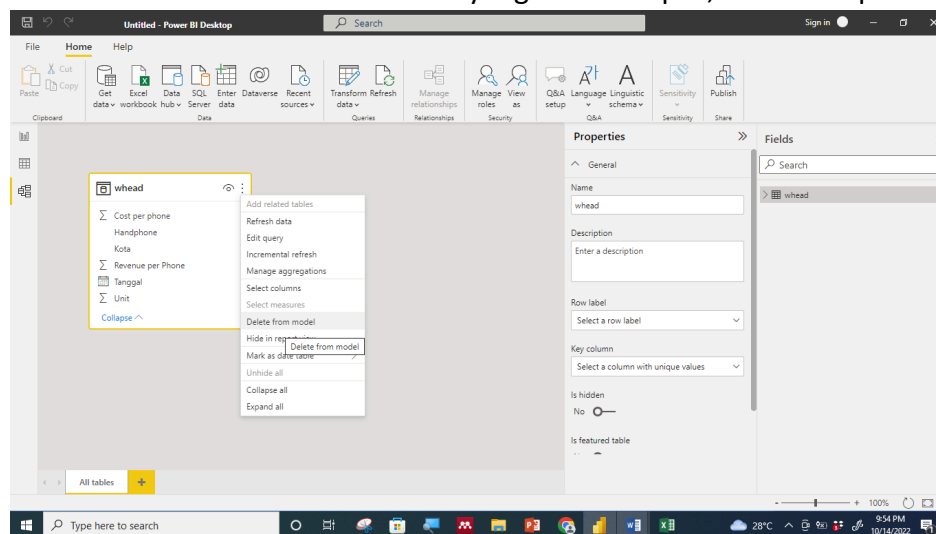 Untitled - Power BI Desktop
Search
Sign in
File Home Help
Paste
Cut
Copy
Clipboard
Get data
Excel workbook
Data hub
SQL Server
Enter data
Dataverse
Recent sources
Data
Transform data
Refresh
Queries
Manage relationships
Relationships
Manage roles
View as
Security
Q&A setup
Language
Linguistic schema
Q&A
Sensitivity
Sensitivity
Publish
Share
whead
Cost per phone
Handphone
Kota
Revenue per Phone
Tanggal
Unit
Collapse
Add related tables
Refresh data
Edit query
Incremental refresh
Manage aggregations
Select columns
Select measures
Delete from model
Hide in report view
Delete from model
Mark as date table
Unhide all
Collapse all
Expand all
Properties
General
Name
whead
Description
Enter a description
Row label
Select a row label
Key column
Select a column with unique values
Is hidden
No
Is featured table
Fields
Search
whead
All tables
100%
Type here to search
28°C
9:54 PM
10/14/2022